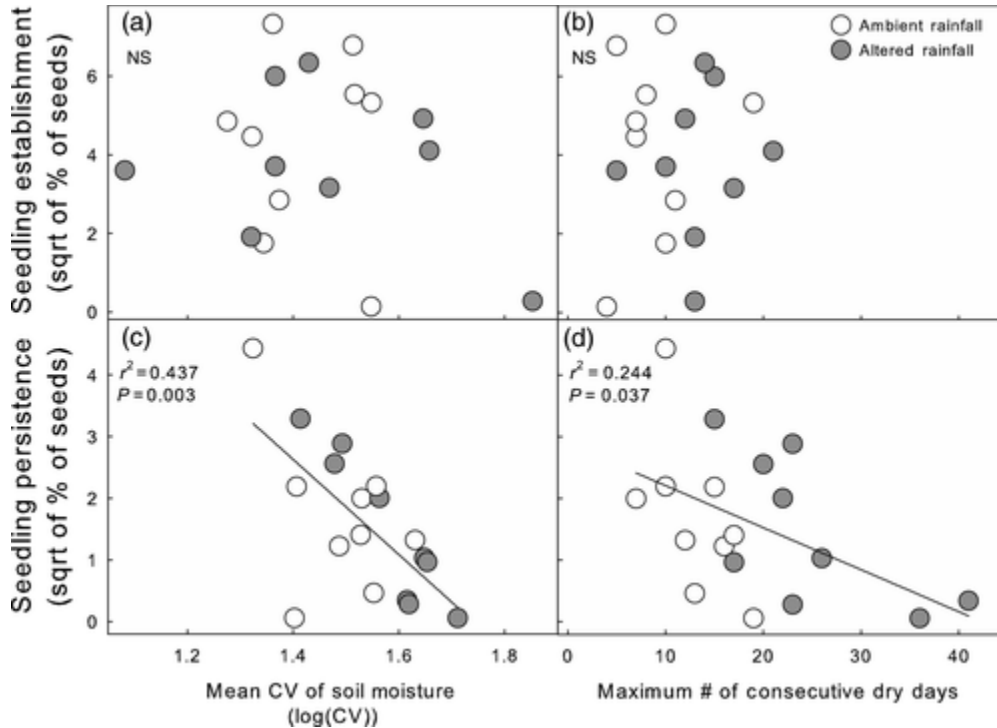 (a)
NS
(b)
NS
Ambient rainfall
Altered rainfall
Seedling establishment
(sqrt of % of seeds)
6
4
2
0
(c)
r² = 0.437
P = 0.003
(d)
r² = 0.244
P = 0.037
Seedling persistence
(sqrt of % of seeds)
4
3
2
1
0
1.2 1.4 1.6 1.8
0 10 20 30 40
Mean CV of soil moisture
(log(CV))
Maximum # of consecutive dry days